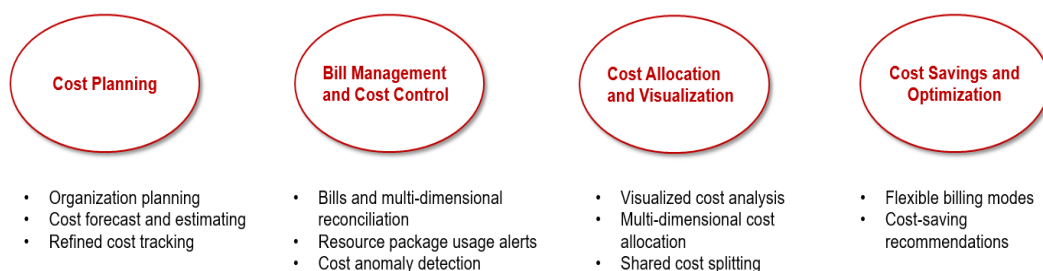 Cost Planning
Bill Management
and Cost Control
Cost Allocation
and Visualization
Cost Savings and
Optimization
• Organization planning
• Cost forecast and estimating
• Refined cost tracking
• Bills and multi-dimensional
reconciliation
• Resource package usage alerts
• Cost anomaly detection
• Visualized cost analysis
• Multi-dimensional cost
allocation
• Shared cost splitting
• Flexible billing modes
• Cost-saving
recommendations